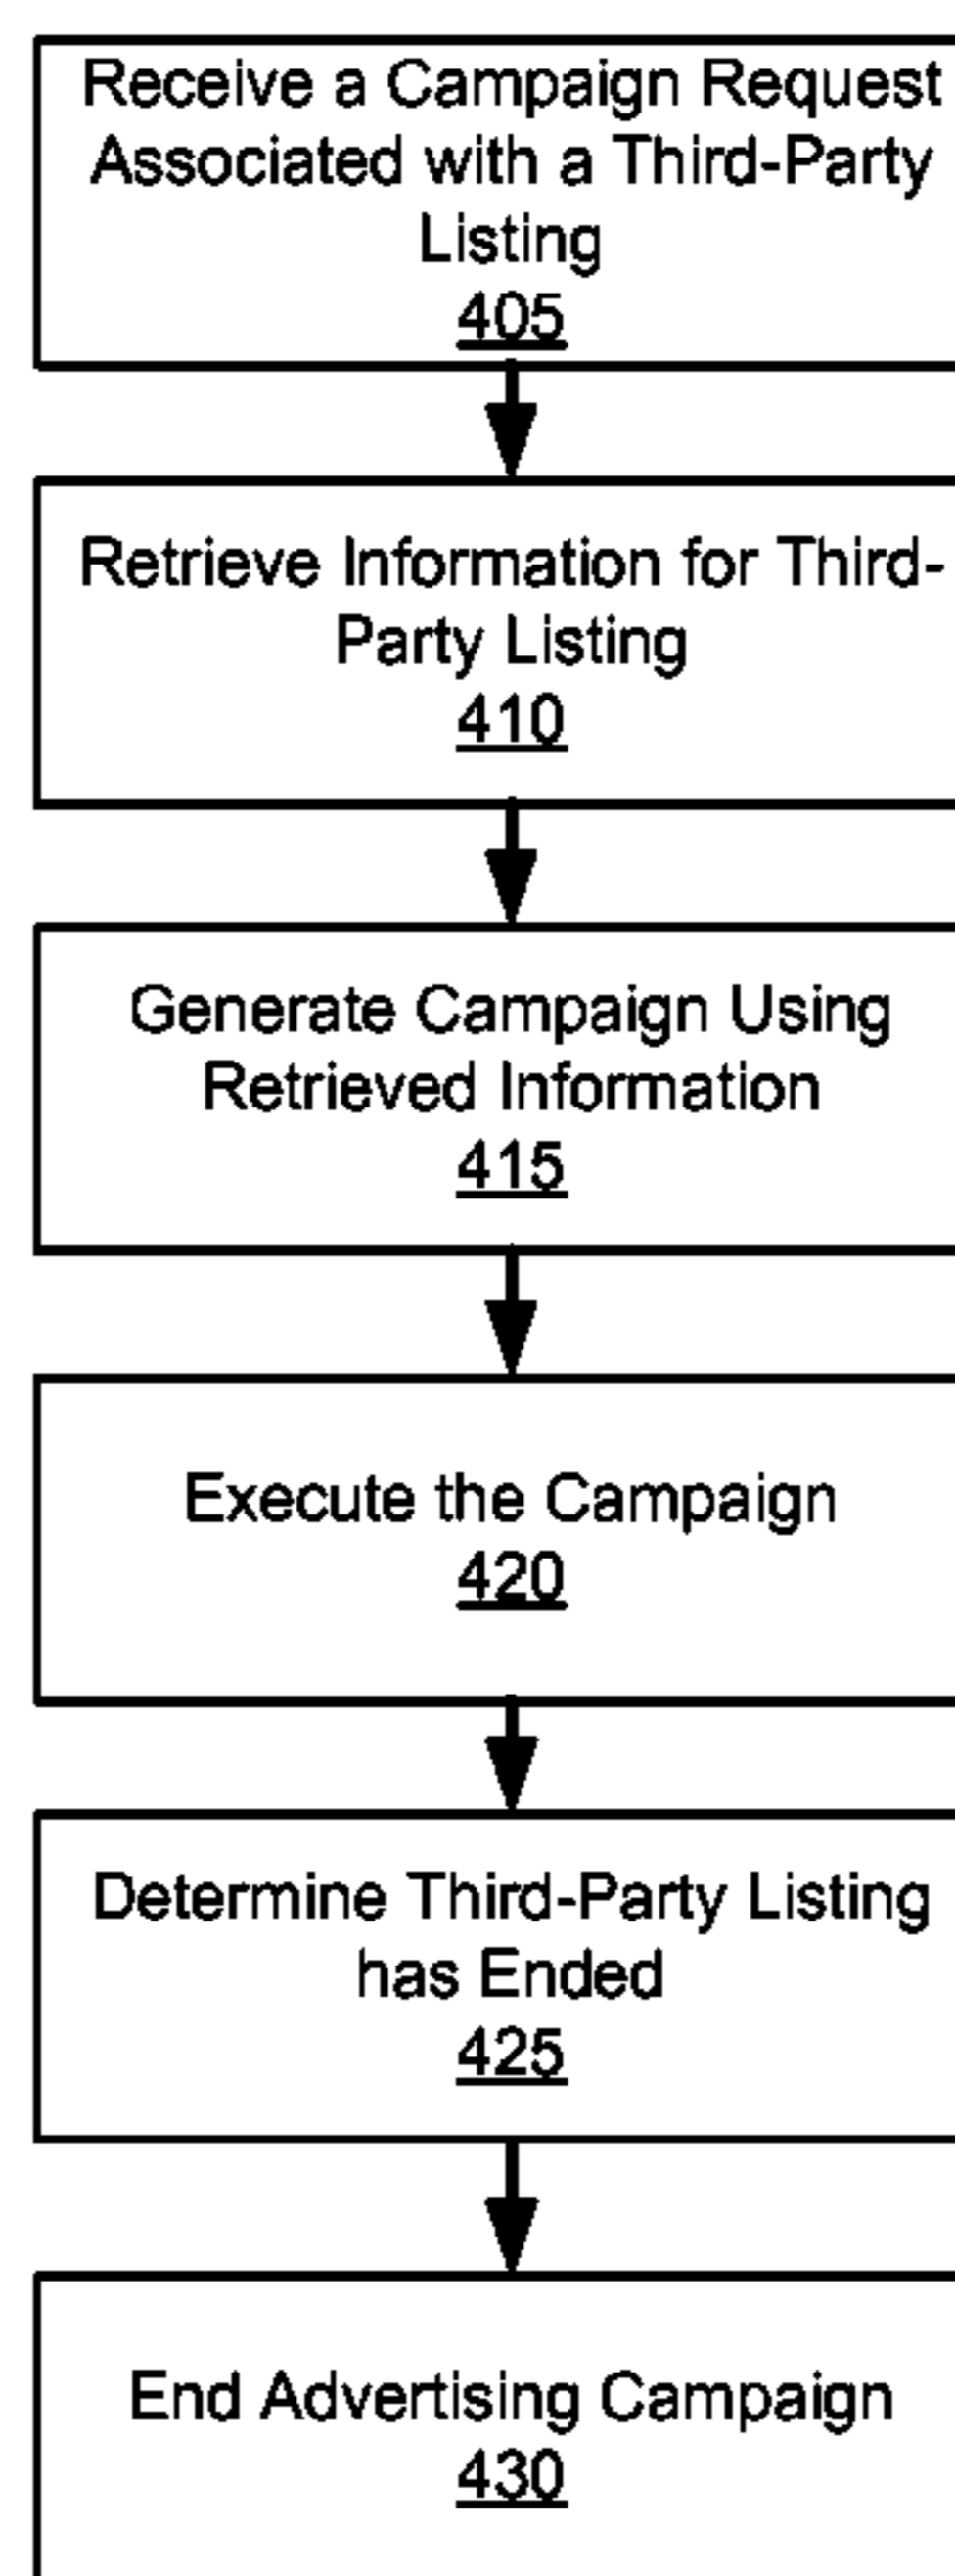 Receive a Campaign Request
Associated with a Third-Party
Listing
405
Retrieve Information for Third-
Party Listing
410
Generate Campaign Using
Retrieved Information
415
Execute the Campaign
420
Determine Third-Party Listing
has Ended
425
End Advertising Campaign
430